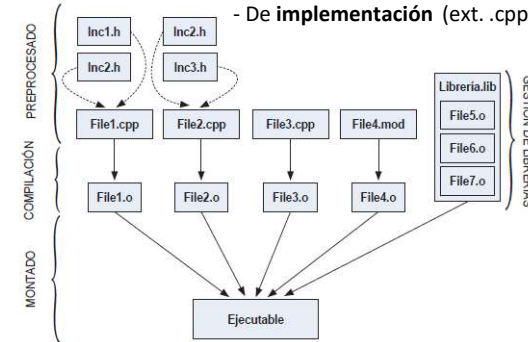 - De implementación (ext. .cpp
PREPROCESADO
Inc1.h
Inc2.h
Inc2.h
Inc3.h
File1.cpp
File2.cpp
File3.cpp
File4.mod
Librería.lib
File5.o
File6.o
File7.o
GESTIÓN DE LIBRERÍAS
COMPILACIÓN
File1.o
File2.o
File3.o
File4.o
MONTADO
Ejecutable